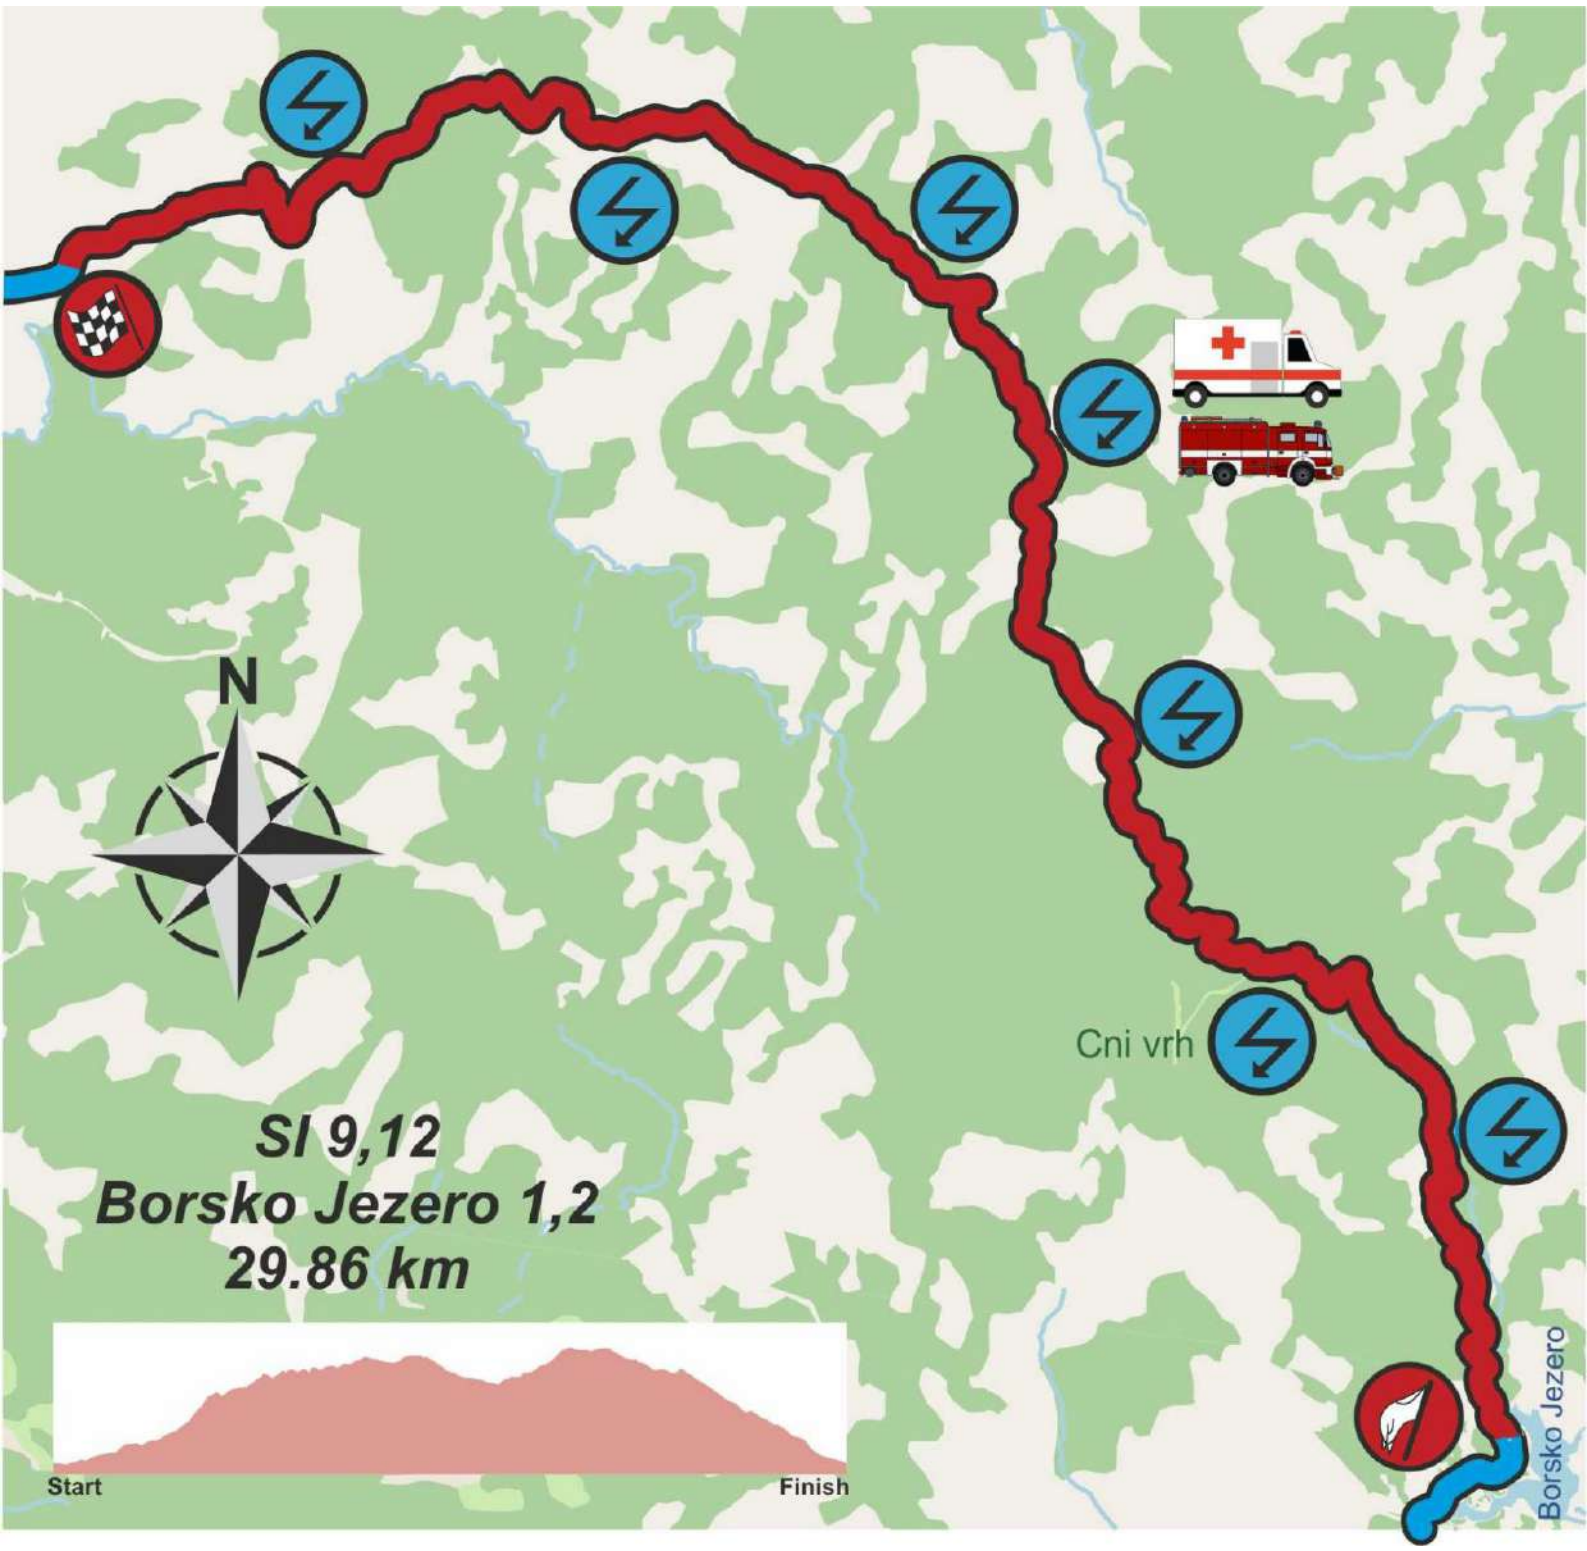 N
Cni vrh
SI 9,12
Borsko Jezero 1,2
29.86 km
Start
Finish
Borsko Jezero